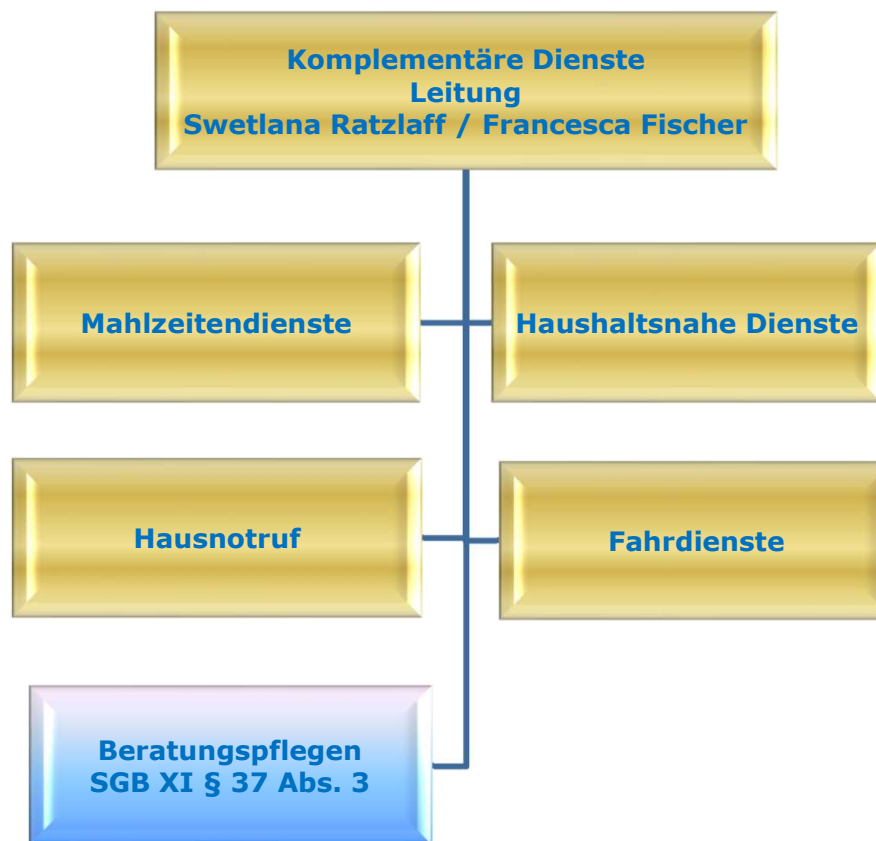 Komplementäre Dienste
Leitung
Swetlana Ratzlaff / Francesca Fischer
Mahlzeitendienste
Haushaltsnahe Dienste
Hausnotruf
Fahrdienste
Beratungspflegen
SGB XI § 37 Abs. 3